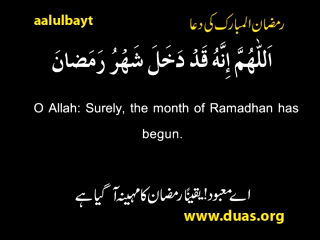 aalulbayt
رمضان المبارک کی دعا
اَللّٰهُمَّ إِنَّهُ قَدْ دَخَلَ شَهْرُ رَمَضَانَ
O Allah: Surely, the month of Ramadhan has
begun.
اے معبود! یقیناً رمضان کا مہینہ آ گیا ہے
www.duas.org